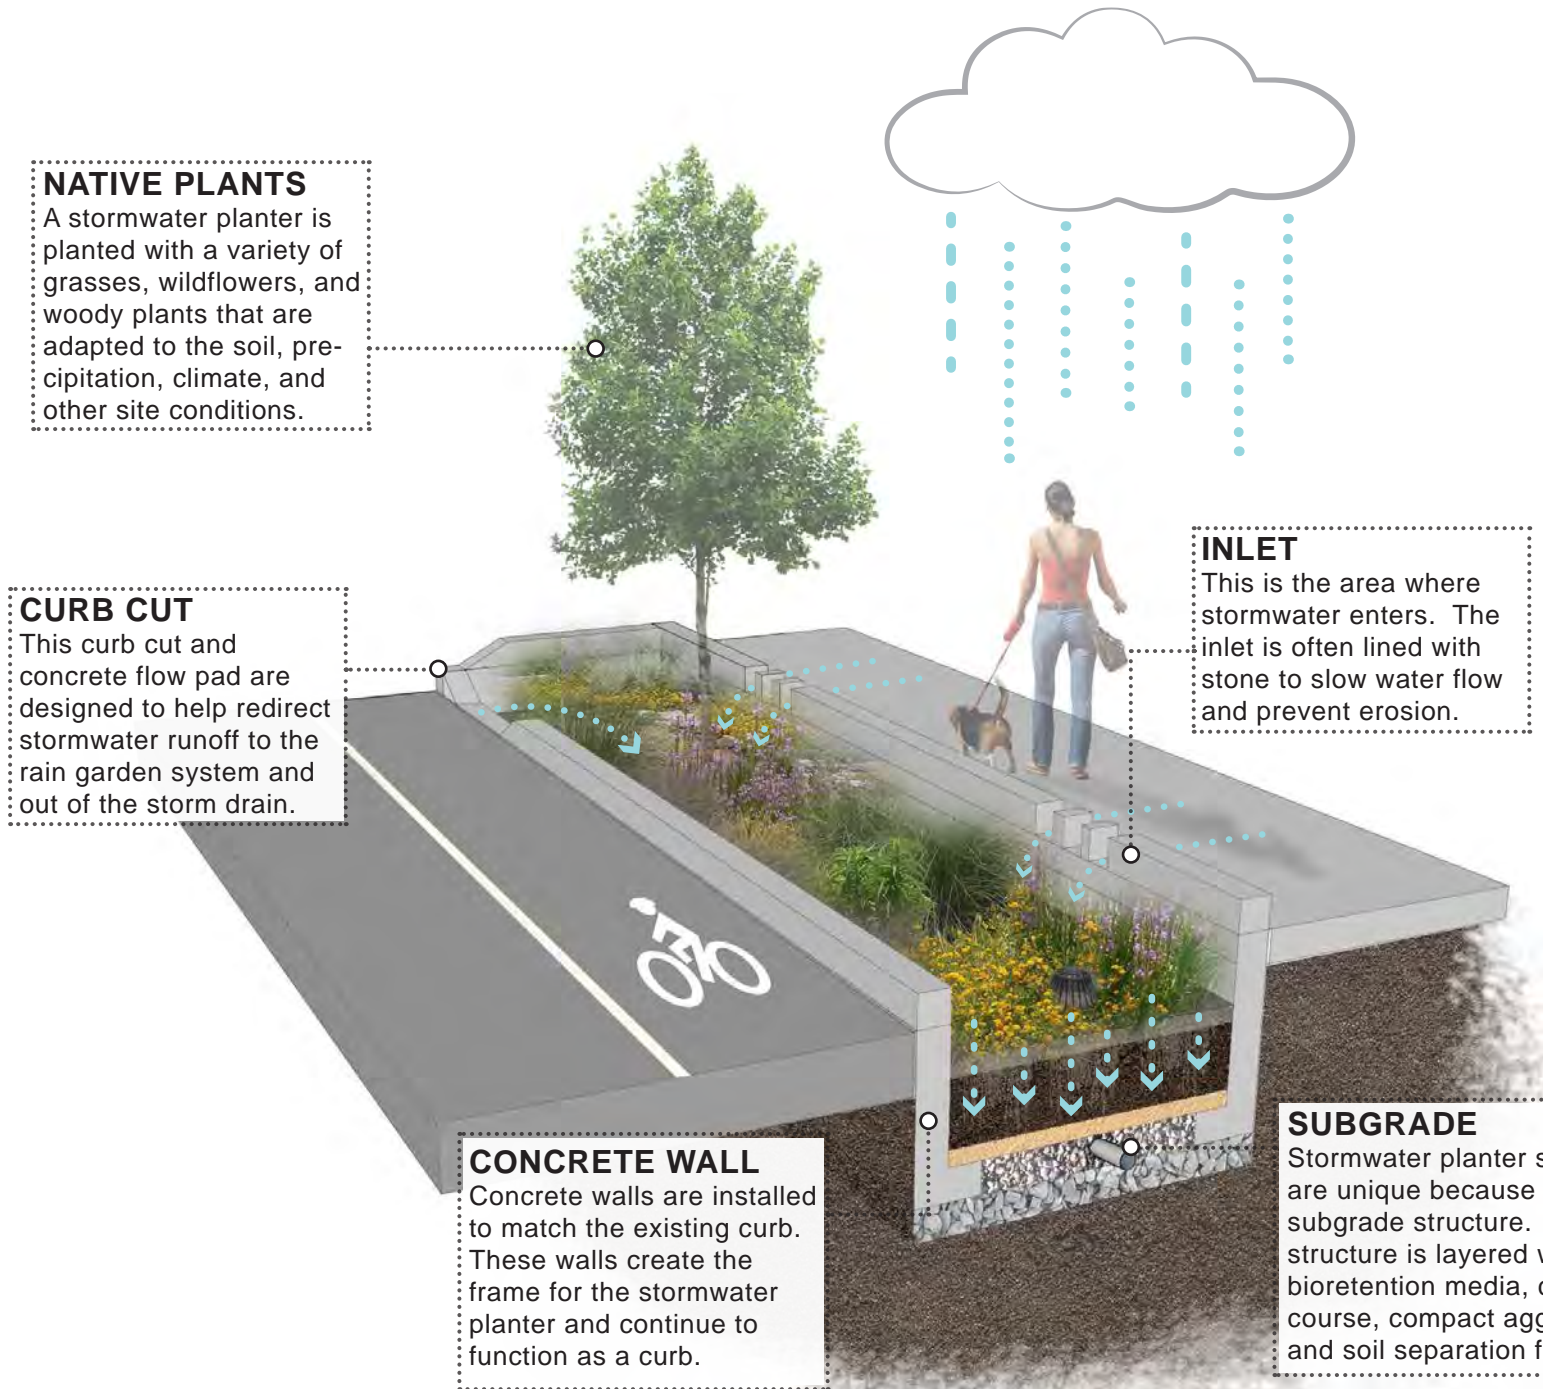 NATIVE PLANTS
A stormwater planter is
planted with a variety of
grasses, wildflowers, and
woody plants that are
adapted to the soil, pre-
cipitation, climate, and
other site conditions.
CURB CUT
This curb cut and
concrete flow pad are
designed to help redirect
stormwater runoff to the
rain garden system and
out of the storm drain.
INLET
This is the area where
stormwater enters.  The
inlet is often lined with
stone to slow water flow
and prevent erosion.
CONCRETE WALL
Concrete walls are installed
to match the existing curb.
These walls create the
frame for the stormwater
planter and continue to
function as a curb.
SUBGRADE
Stormwater planter
are unique because
subgrade structure.
structure is layered
bioretention media,
course, compact
and soil separation